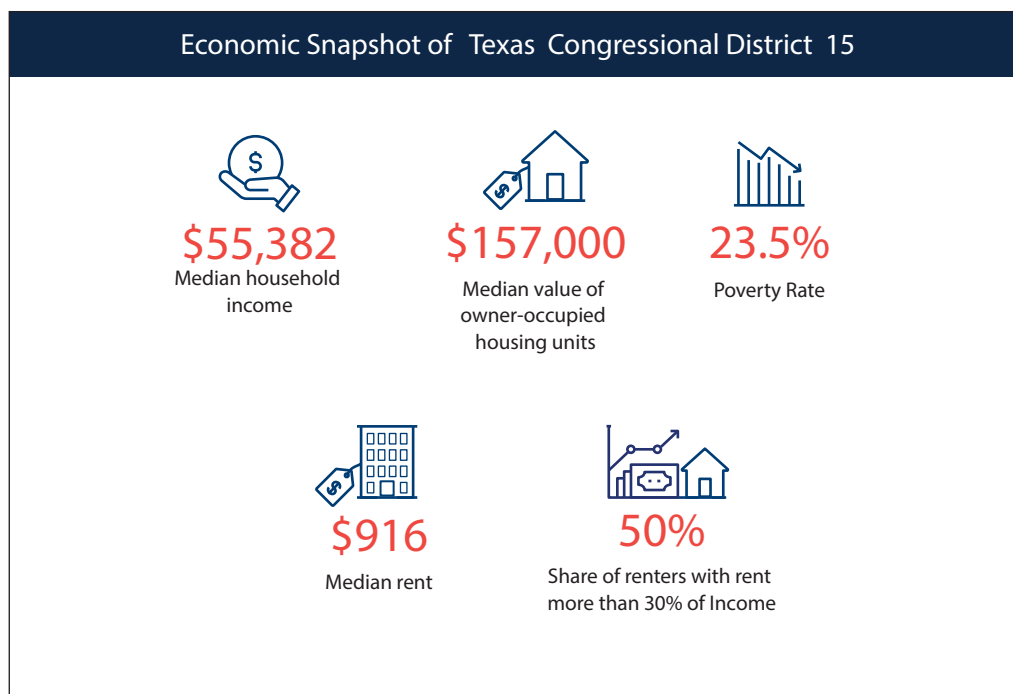 Economic Snapshot of Texas Congressional District 15
$
$55,382
Median household
income
$
$157,000
Median value of
owner-occupied
housing units
23.5%
Poverty Rate
$
$916
Median rent
50%
Share of renters with rent
more than 30% of Income